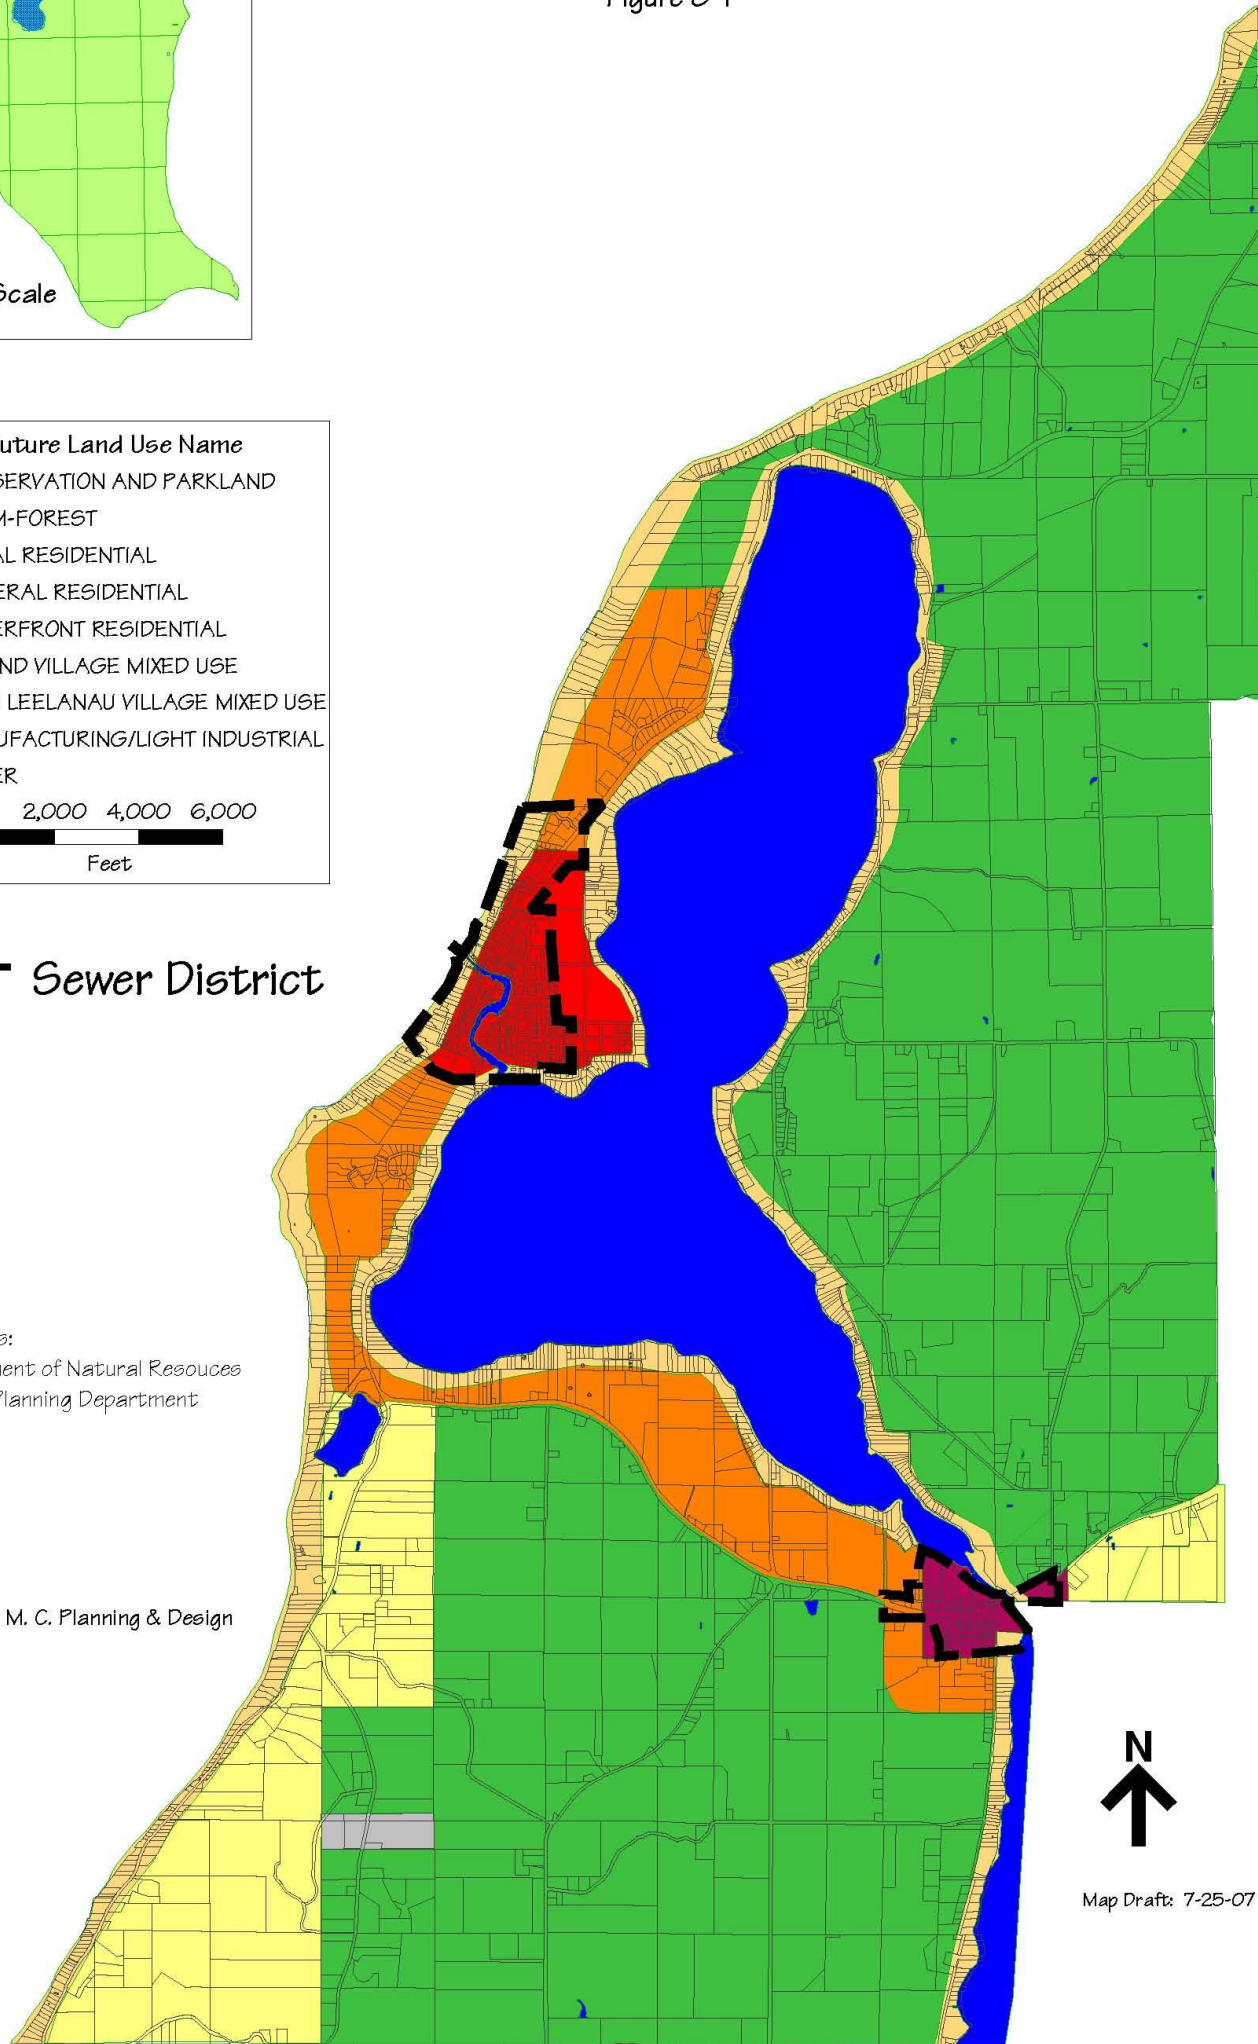 Figure
Scale
uture Land Use Name
SERVATION AND PARKLAND
M-FOREST
AL RESIDENTIAL
ERAL RESIDENTIAL
ERFRONT RESIDENTIAL
ND VILLAGE MIXED USE
LEELANAU VILLAGE MIXED USE
UFACTURING/LIGHT INDUSTRIAL
ER
2,000 4,000 6,000
Feet
Sewer District
s:
ment of Natural Resouces
Planning Department
M. C. Planning & Design
N
Map Draft: 7-25-07